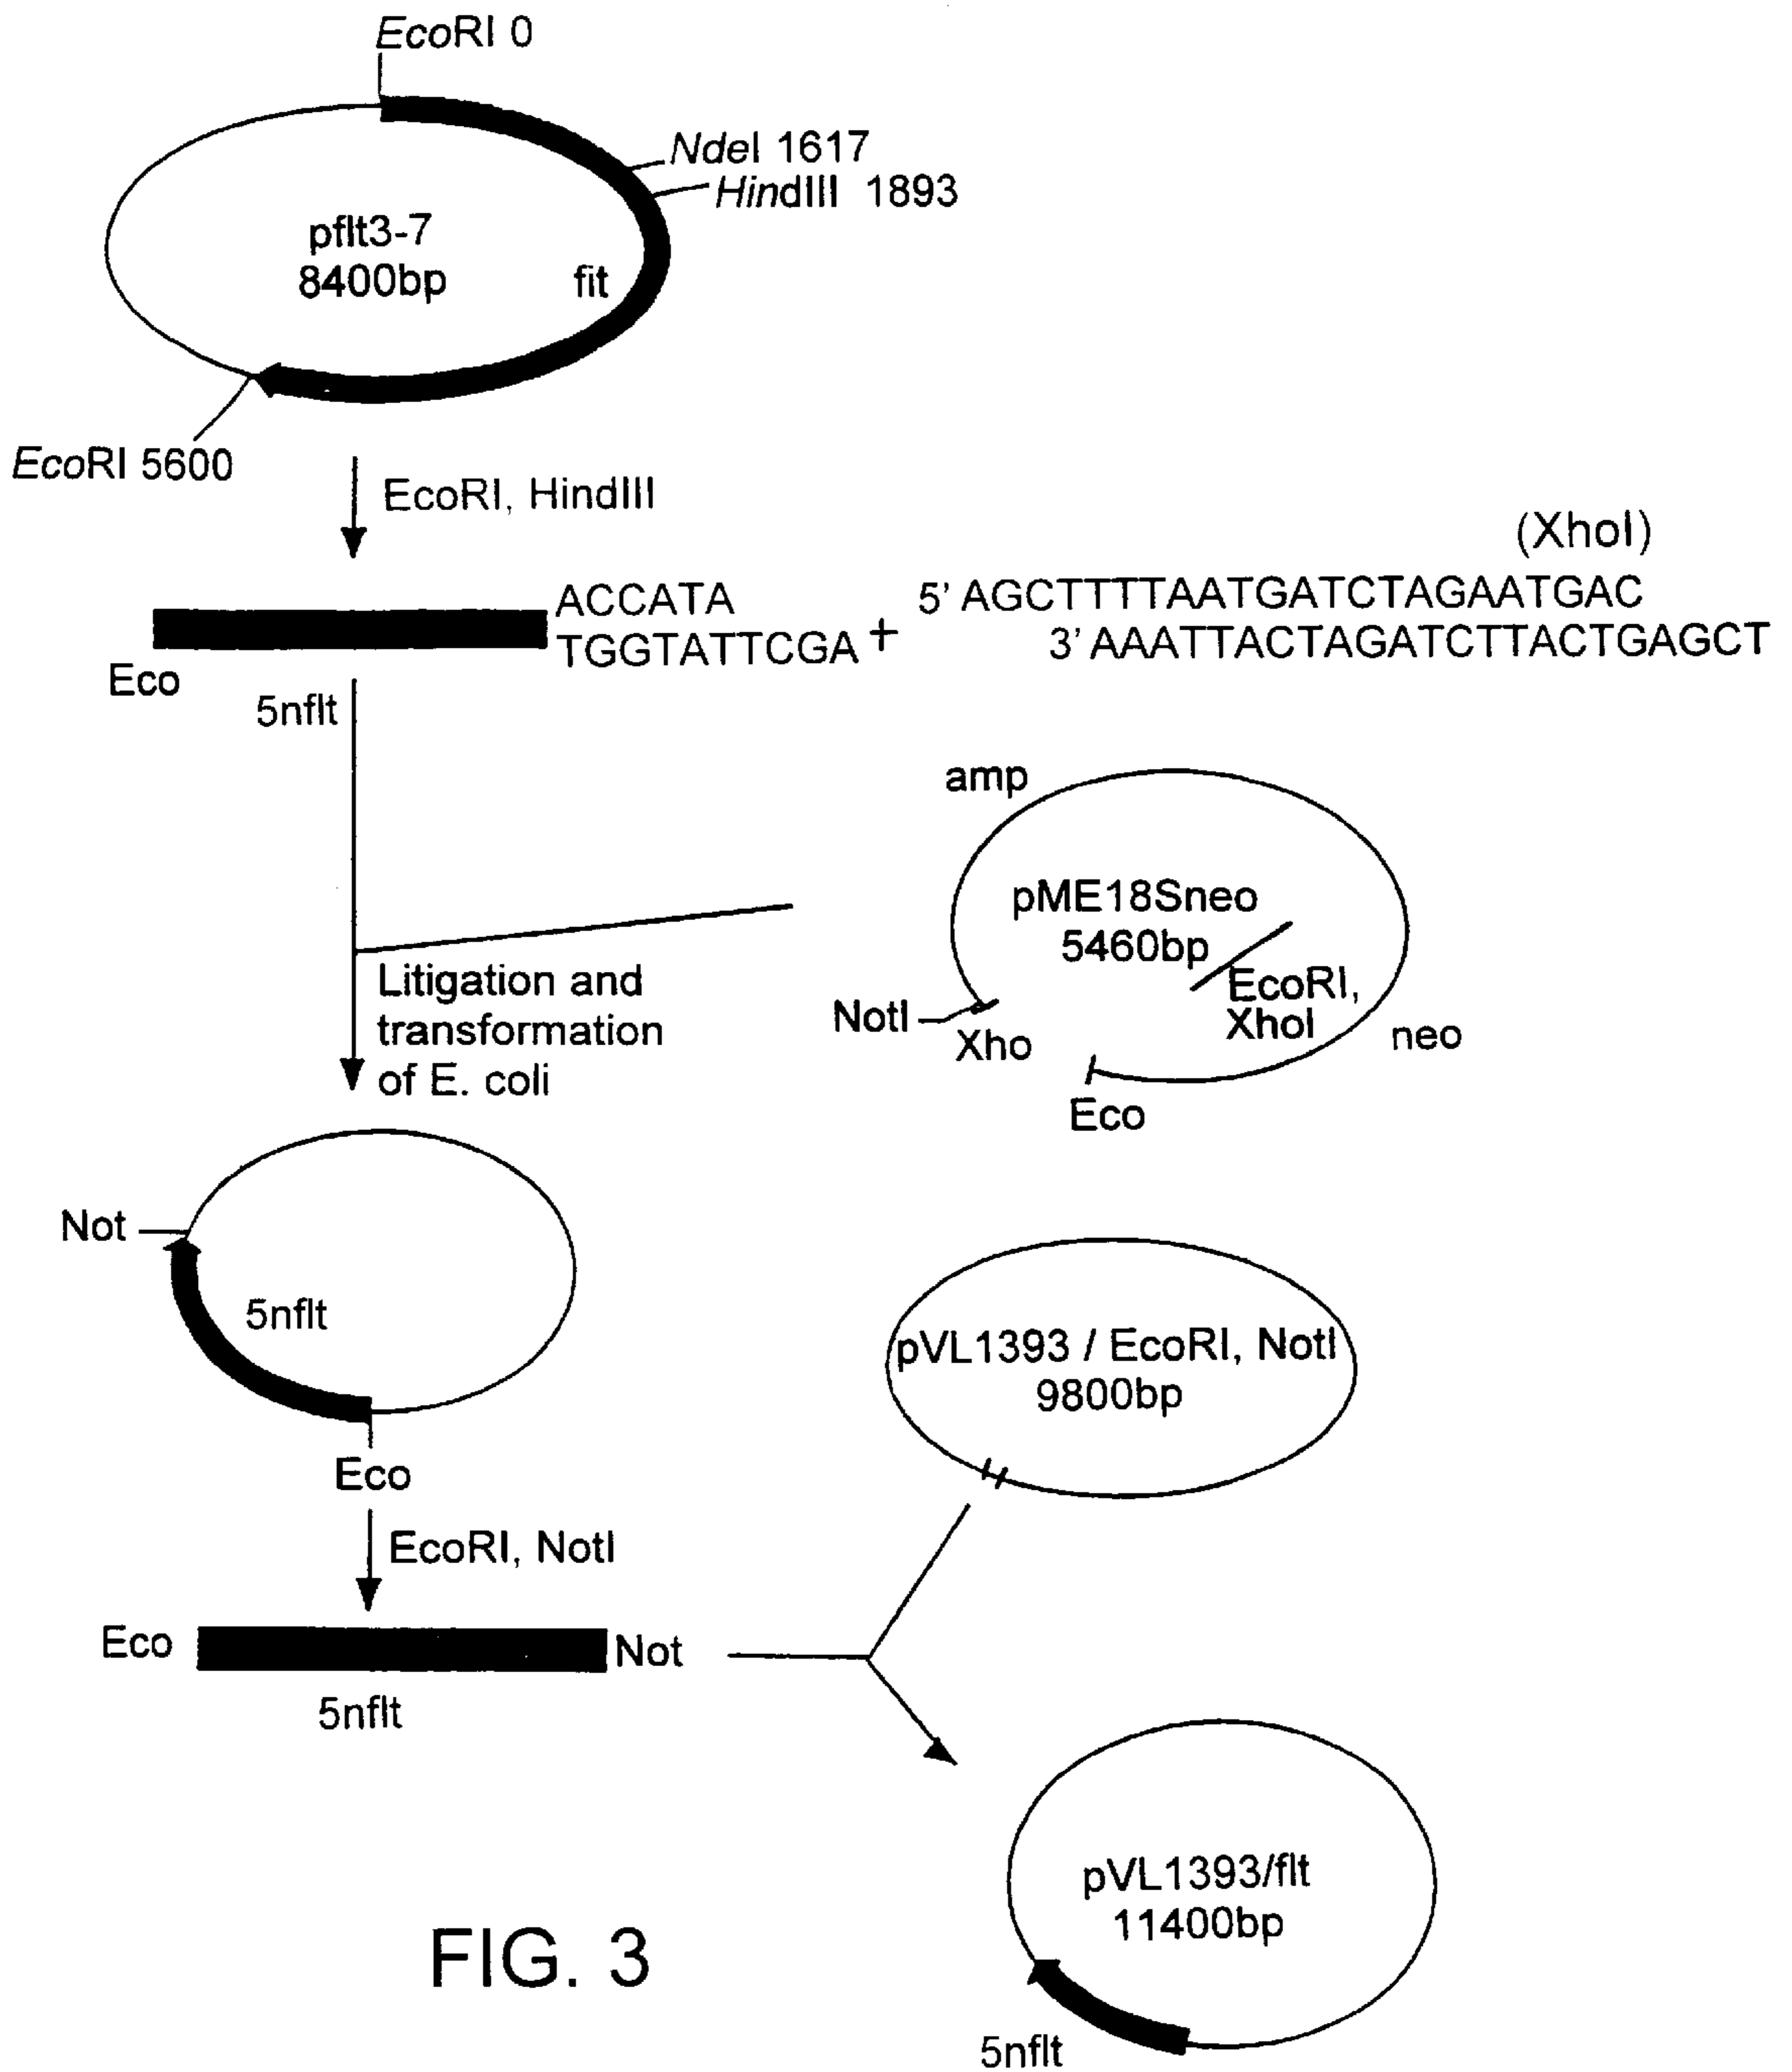 EcoRI 0
NdeI 1617
HindIII 1893
pflt3-7
8400bp
fit
EcoRI 5600
EcoRI, HindIII
(XhoI)
ACCATA
TGGTATTCGA
+
5' AGCTTTTAATGATCTAGAATGAC
3' AAATTACTAGATCTTACTGAGCT
Eco
5nflt
amp
pME18Sneo
5460bp
EcoRI,
XhoI
NotI
Xho
neo
Eco
Litigation and
transformation
of E. coli
Not
5nflt
Eco
pVL1393 / EcoRI, NotI
9800bp
EcoRI, NotI
Eco
Not
5nflt
pVL1393/flt
11400bp
5nflt
FIG. 3